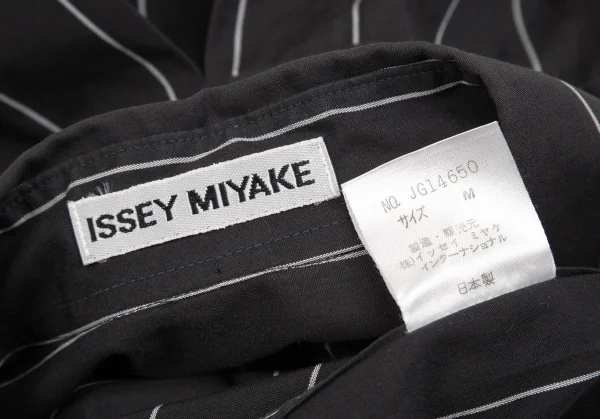 ISSEY MIYAKE
NO. JG14650
サイズ M
製造・販売元
㈱イッセイ ミヤケ
インターナショナル
日本製